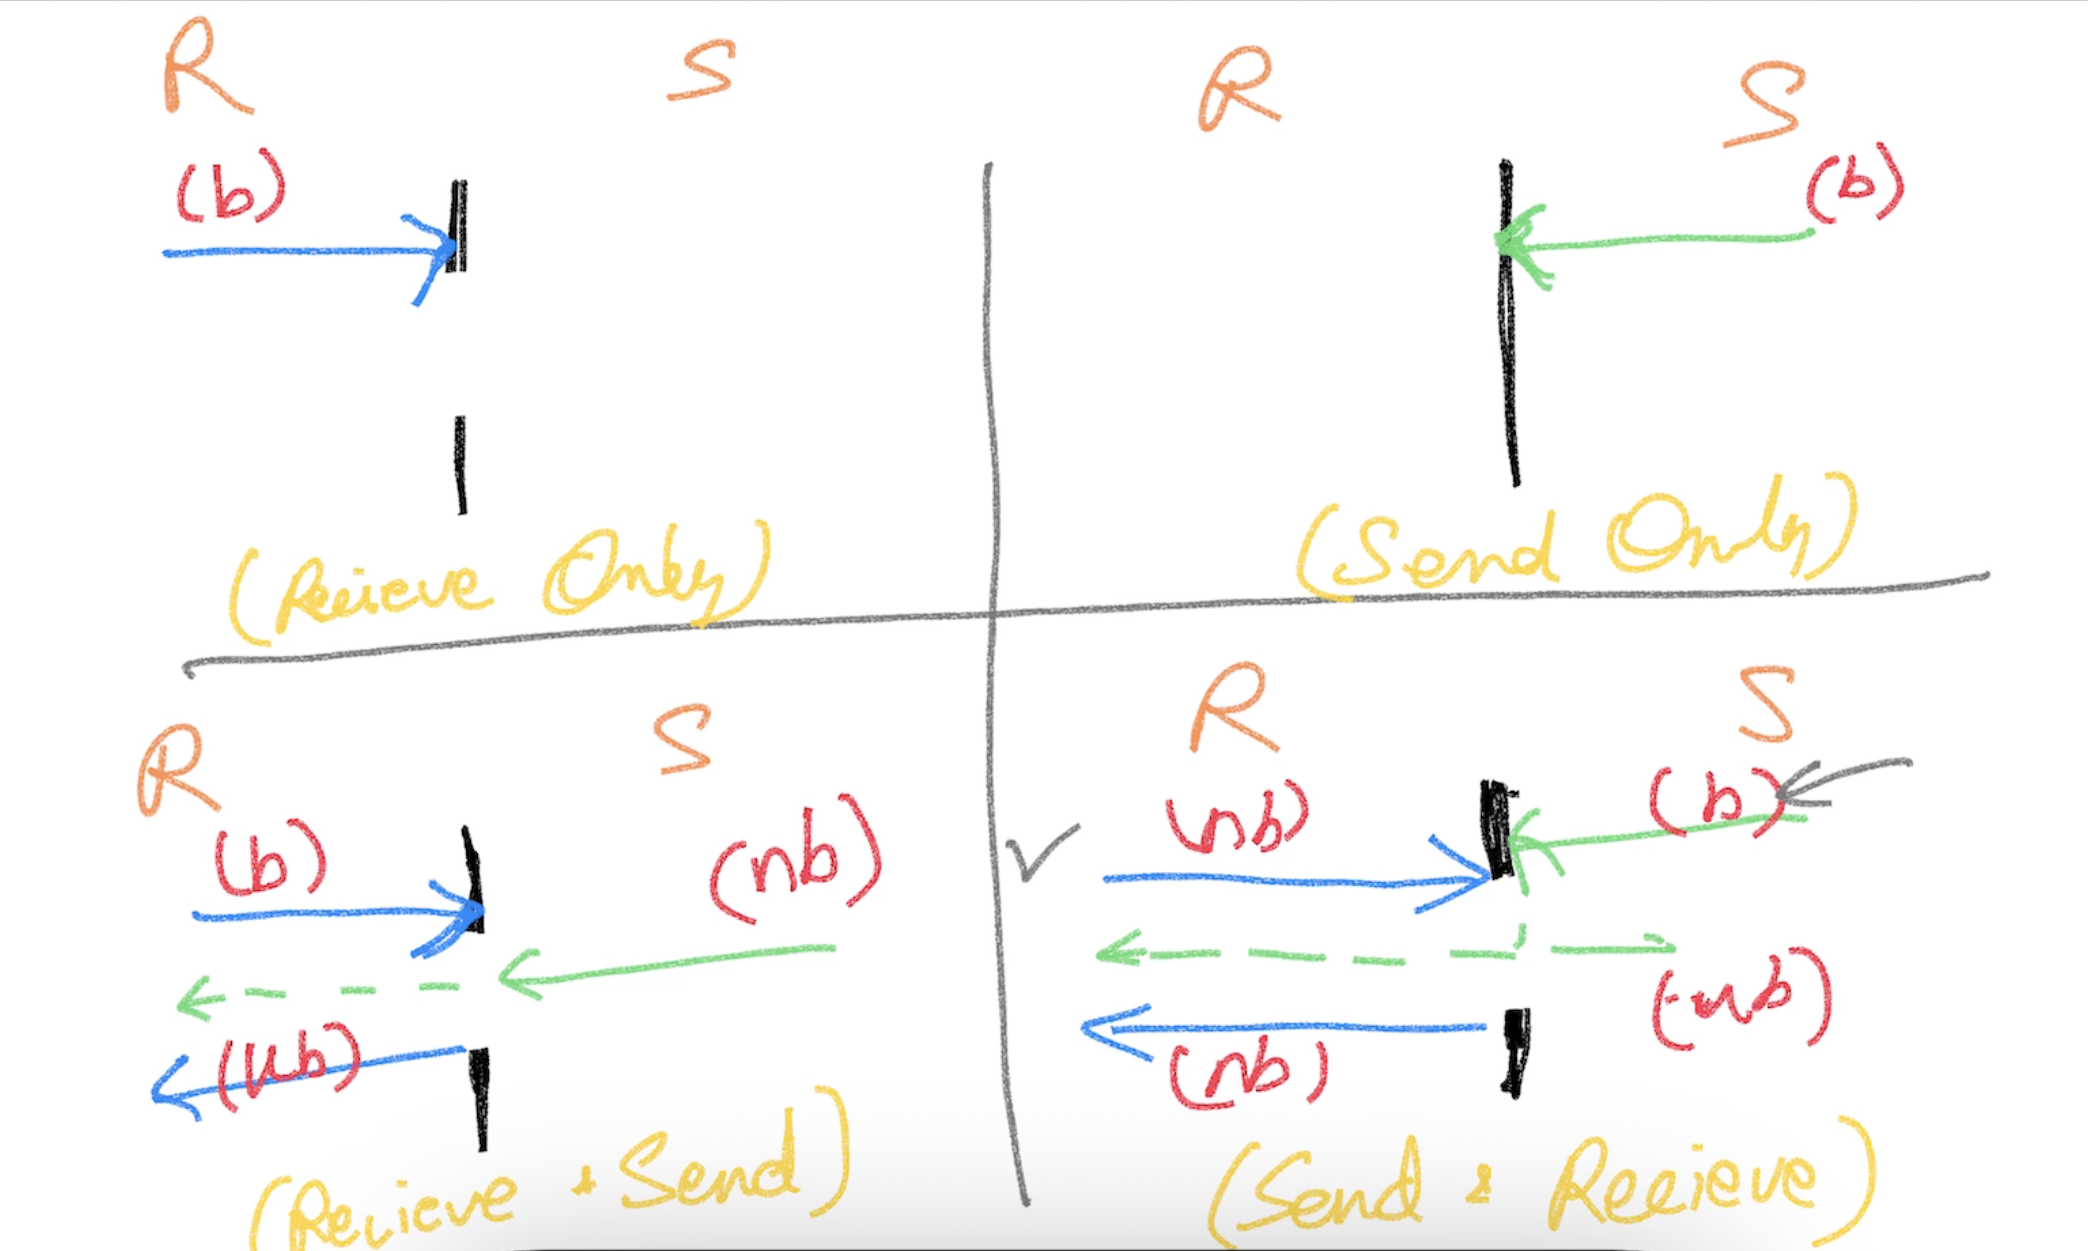 R S
(b)
(Recieve Only)
R S
(b)
(Send Only)
R S
(b) (nb)
(nb)
(Recieve + Send)
R S
(nb) (b)
(nb)
(nb)
(Send & Recieve)